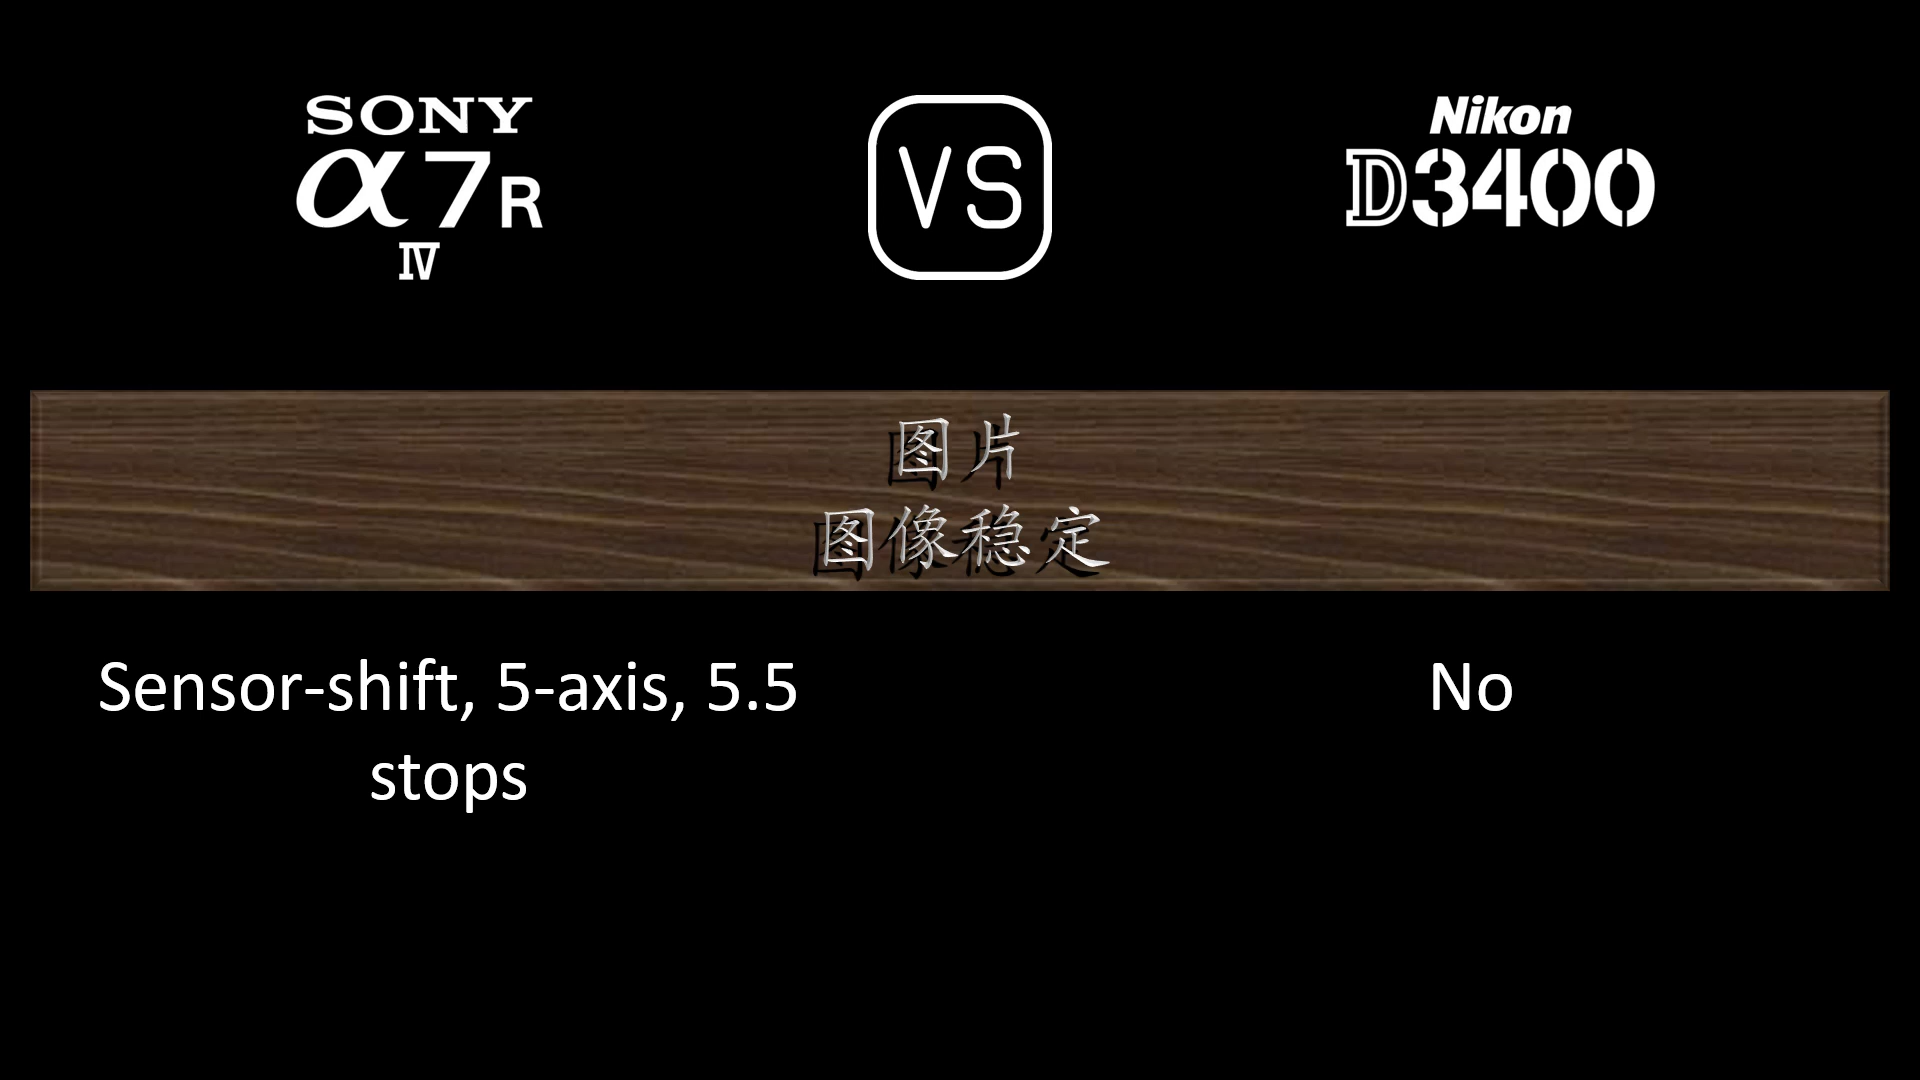 SONY
α7R
IV
VS
Nikon
D3400
图片
图像稳定
Sensor-shift, 5-axis, 5.5
stops
No